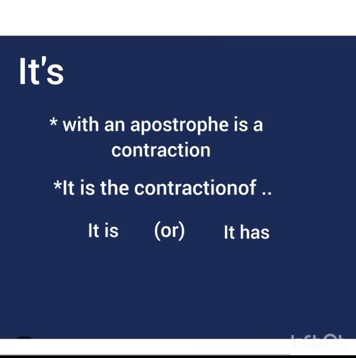 It's
* with an apostrophe is a
contraction
*It is the contractionof ..
It is (or) It has